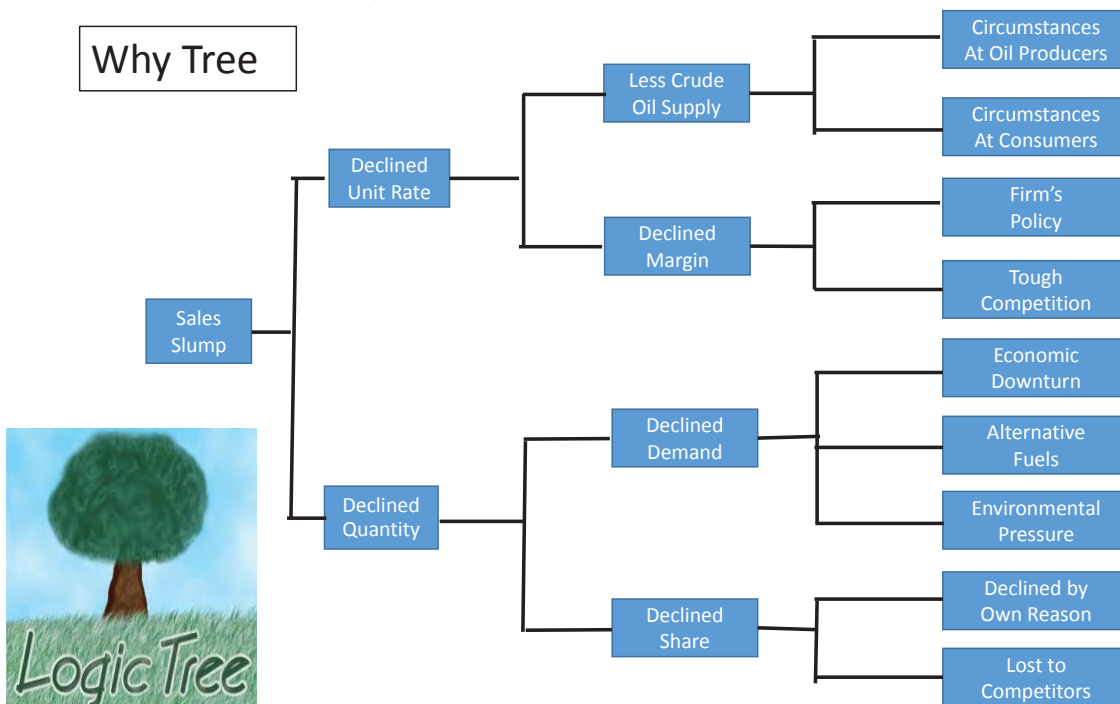 Why Tree
Circumstances
At Oil Producers
Less Crude
Oil Supply
Circumstances
At Consumers
Declined
Unit Rate
Firm's
Policy
Declined
Margin
Tough
Competition
Sales
Slump
Economic
Downturn
Declined
Demand
Alternative
Fuels
Declined
Quantity
Environmental
Pressure
Declined by
Own Reason
Declined
Share
Lost to
Competitors
Logic Tree